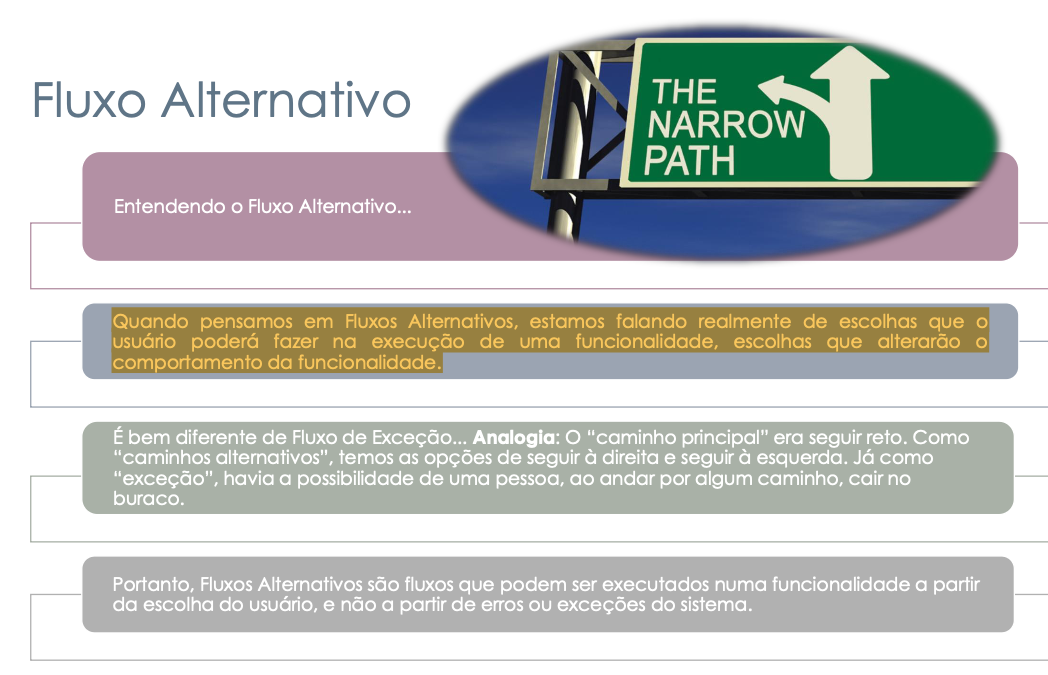 Fluxo Alternativo
THE
NARROW
PATH
Entendendo o Fluxo Alternativo...
Quando pensamos em Fluxos Alternativos, estamos falando realmente de escolhas que o
usuário poderá fazer na execução de uma funcionalidade, escolhas que alterarão o
comportamento da funcionalidade.
É bem diferente de Fluxo de Exceção... Analogia: O “caminho principal” era seguir reto. Como
“caminhos alternativos”, temos as opções de seguir à direita e seguir à esquerda. Já como
“exceção”, havia a possibilidade de uma pessoa, ao andar por algum caminho, cair no
buraco.
Portanto, Fluxos Alternativos são fluxos que podem ser executados numa funcionalidade a partir
da escolha do usuário, e não a partir de erros ou exceções do sistema.